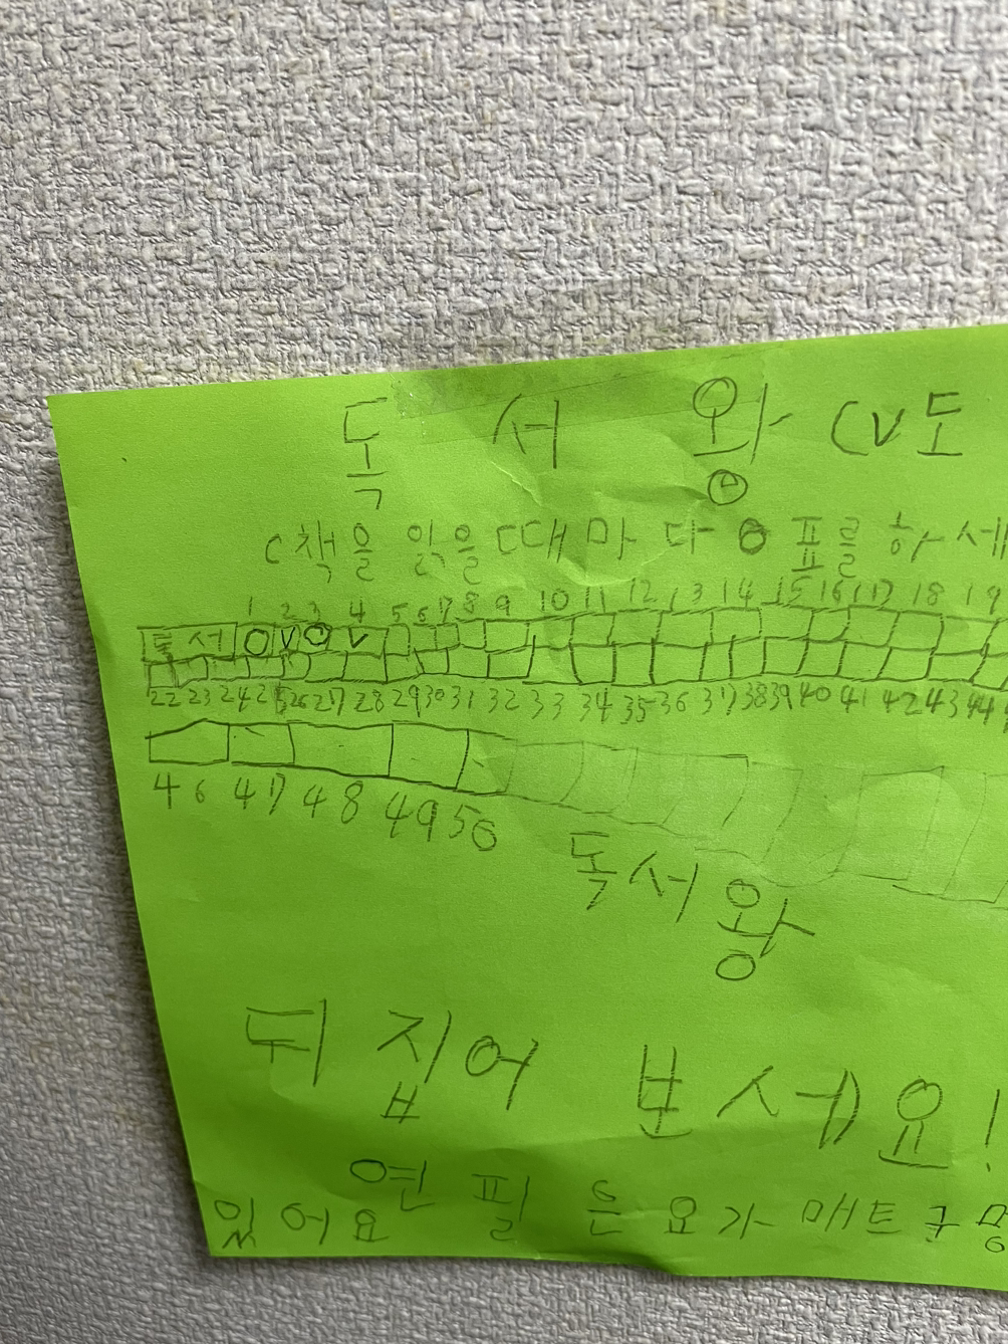 독 서 왕 (v도
(책을 읽을 때마다 O 표를 하세
1 2 3 4 5 6 7 8 9 10 11 12 13 14 15 16 17 18 19
독 서 O V O V
22 23 24 25 26 27 28 29 30 31 32 33 34 35 36 37 38 39 40 41 42 43 44
46 47 48 49 50
독서왕
뒤집어 보세요!
연필은 요가매트 구멍
있어요